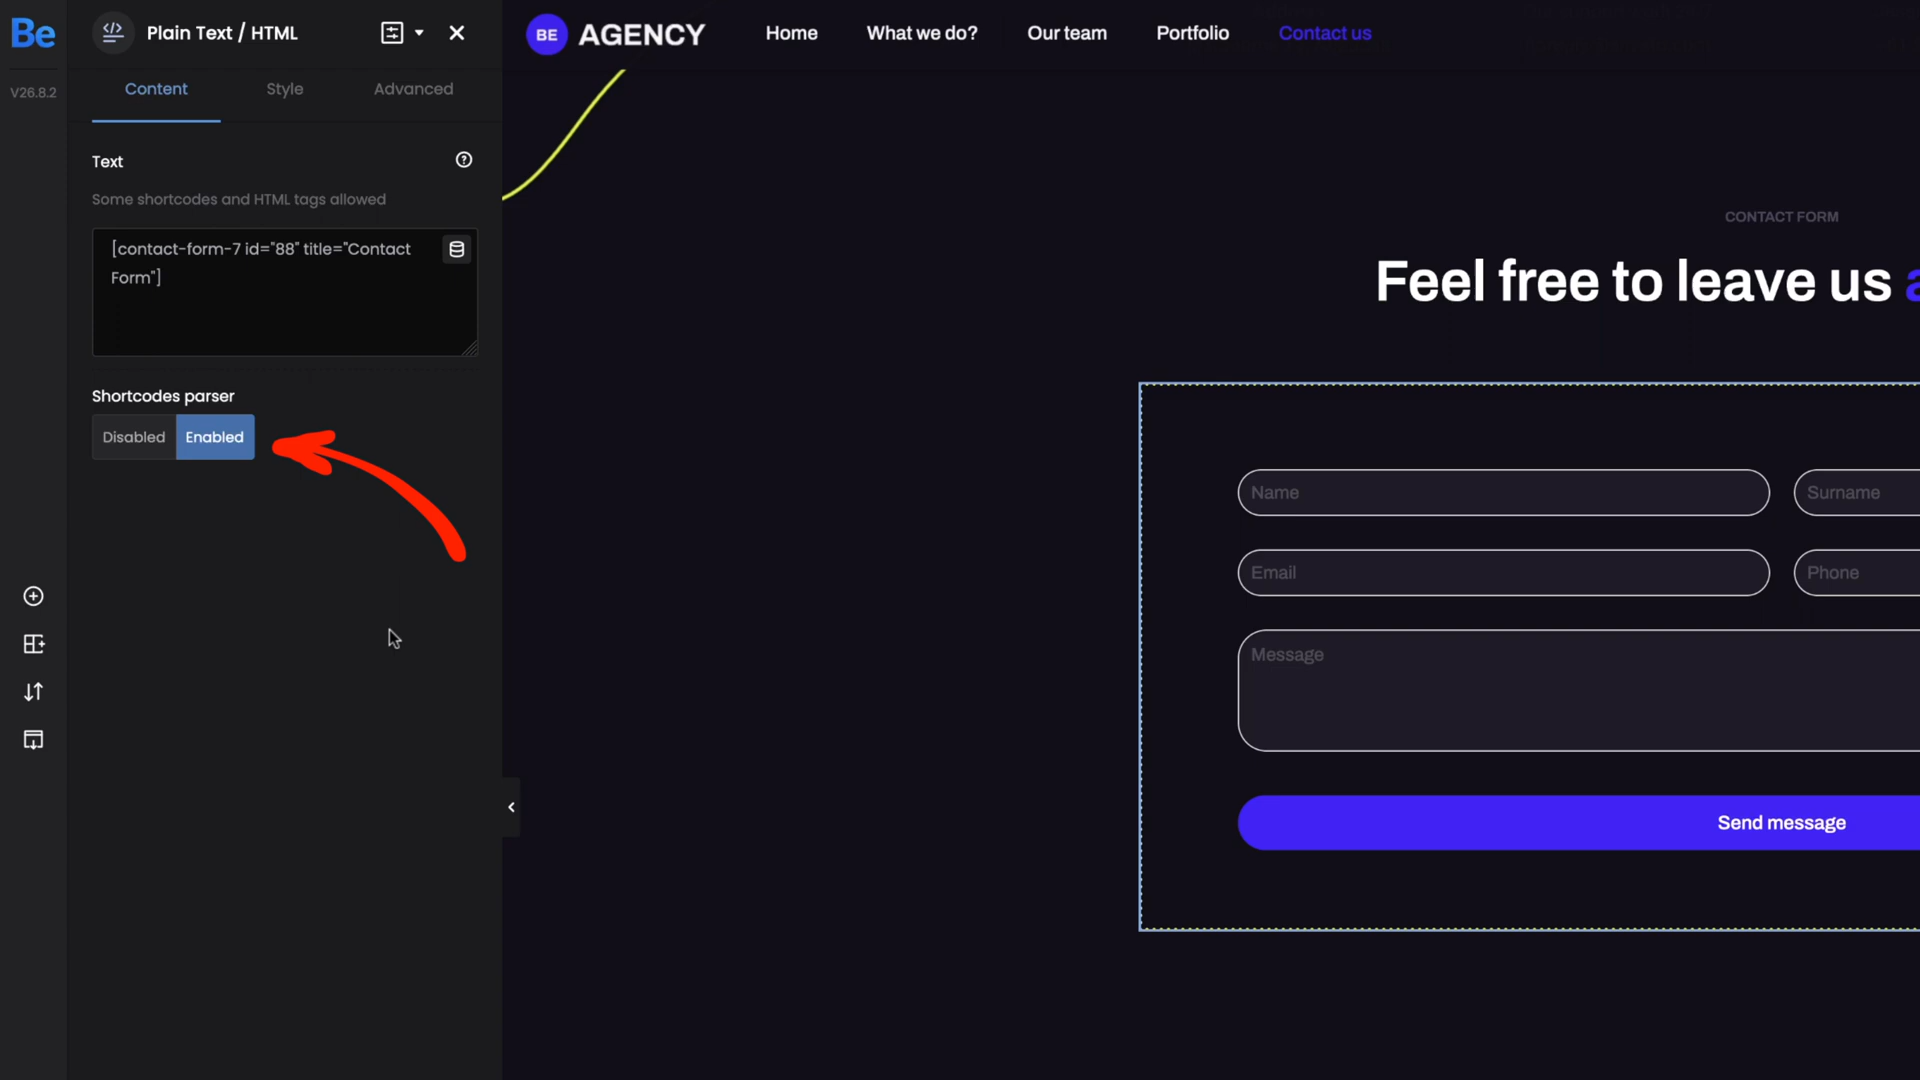 Be
V26.8.2
Plain Text / HTML
Content
Style
Advanced
Text
Some shortcodes and HTML tags allowed
[contact-form-7 id="88" title="Contact
Form"]
Shortcodes parser
Disabled
Enabled
BE AGENCY
Home
What we do?
Our team
Portfolio
Contact us
CONTACT FORM
Feel free to leave us
Name
Surname
Email
Phone
Message
Send message